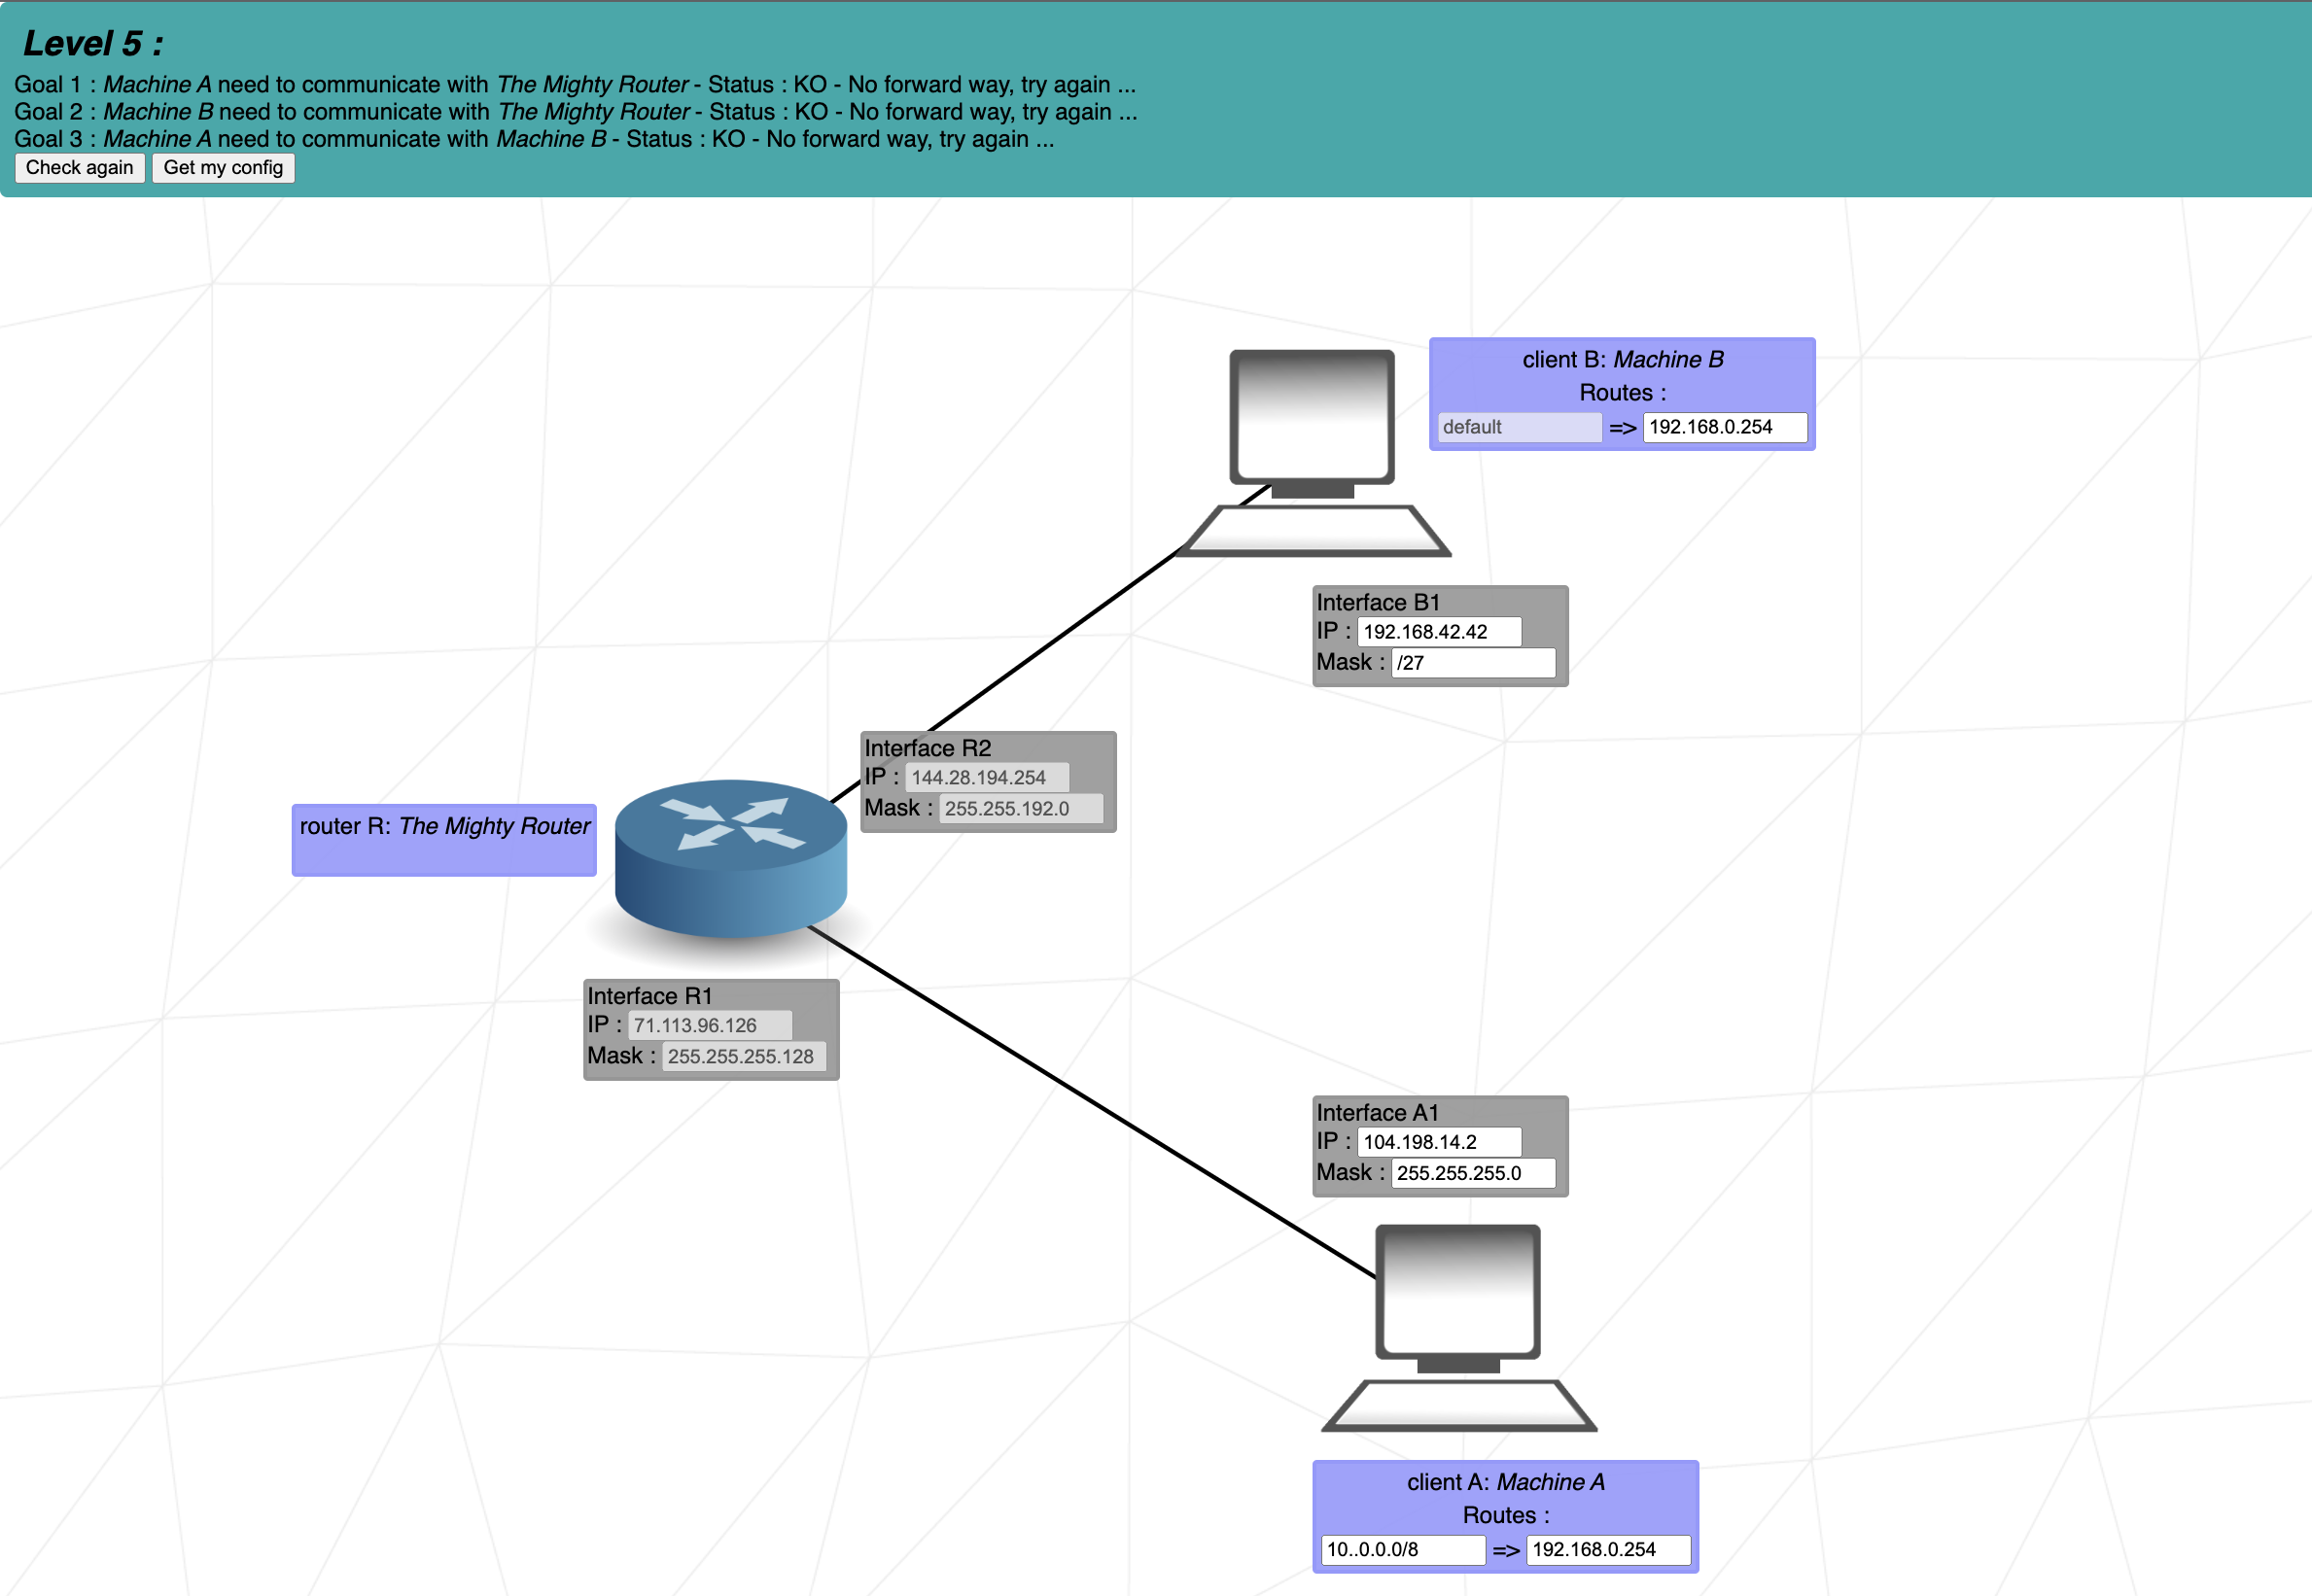 Level 5 :
Goal 1 : Machine A need to communicate with The Mighty Router - Status : KO - No forward way, try again ...
Goal 2 : Machine B need to communicate with The Mighty Router - Status : KO - No forward way, try again ...
Goal 3 : Machine A need to communicate with Machine B - Status : KO - No forward way, try again ...
Check again Get my config
client B: Machine B
Routes :
default => 192.168.0.254
Interface B1
IP : 192.168.42.42
Mask : /27
Interface R2
IP : 144.28.194.254
Mask : 255.255.192.0
router R: The Mighty Router
Interface R1
IP : 71.113.96.126
Mask : 255.255.255.128
Interface A1
IP : 104.198.14.2
Mask : 255.255.255.0
client A: Machine A
Routes :
10..0.0.0/8 => 192.168.0.254